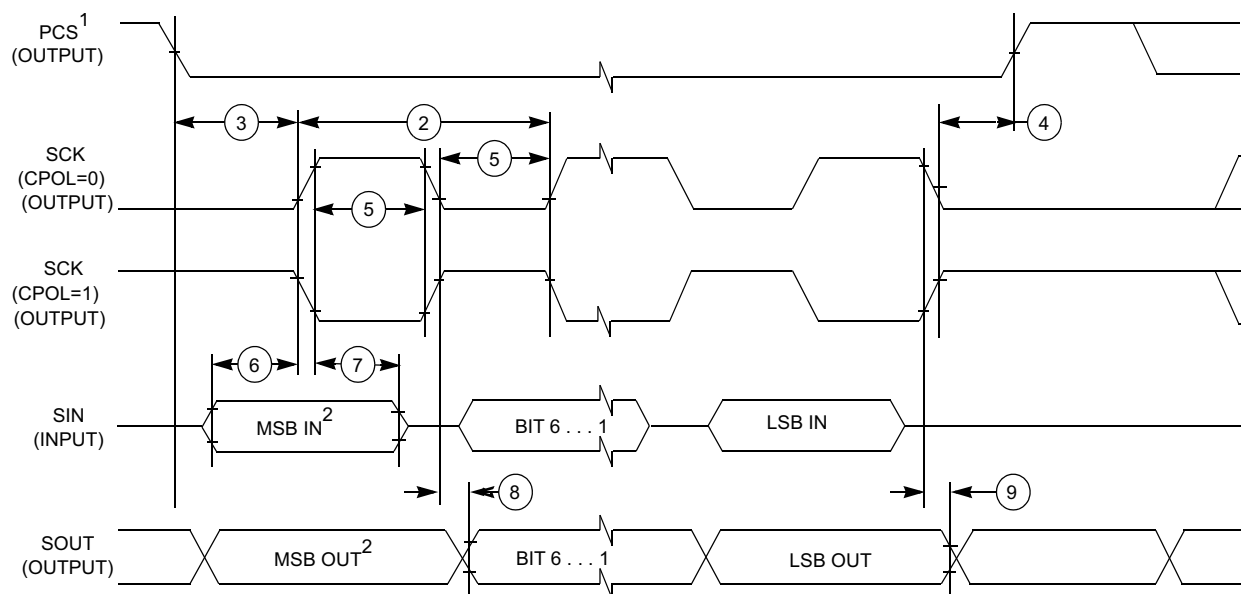 PCS1
(OUTPUT)
3
2
4
SCK
(CPOL=0)
(OUTPUT)
5
5
SCK
(CPOL=1)
(OUTPUT)
6
7
SIN
(INPUT)
MSB IN2
BIT 6 . . . 1
LSB IN
8
9
SOUT
(OUTPUT)
MSB OUT2
BIT 6 . . . 1
LSB OUT